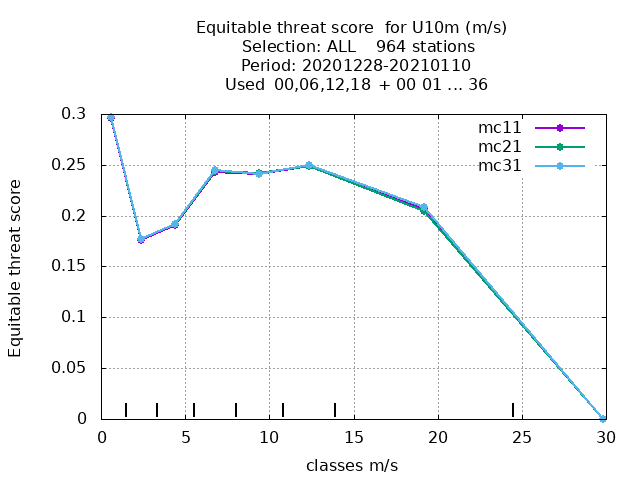 Equitable threat score  for U10m (m/s)
Selection: ALL    964 stations
Period: 20201228-20210110
Used  00,06,12,18  + 00 01 ... 36
mc11
mc21
mc31
0.3
0.25
0.2
0.15
0.1
0.05
0
Equitable threat score
0 5 10 15 20 25 30
classes m/s